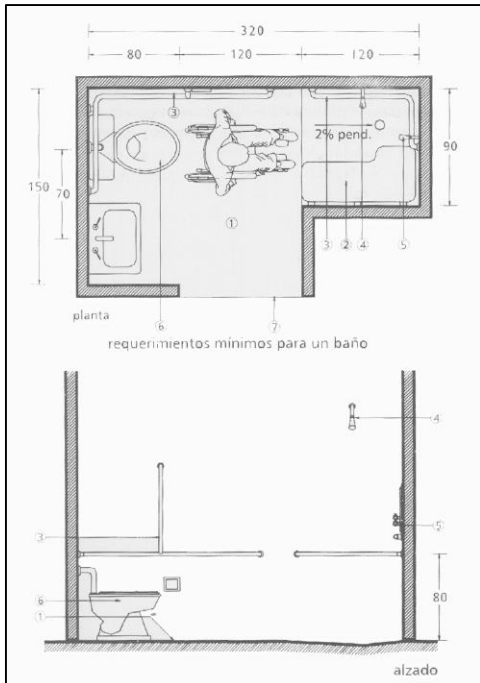 320
80 120 120
③
2% pend.
150
70
90
①
③ ② ④ ⑤
⑥ ⑦
planta
requerimientos mínimos para un baño
④
⑤
③
⑥
①
80
alzado